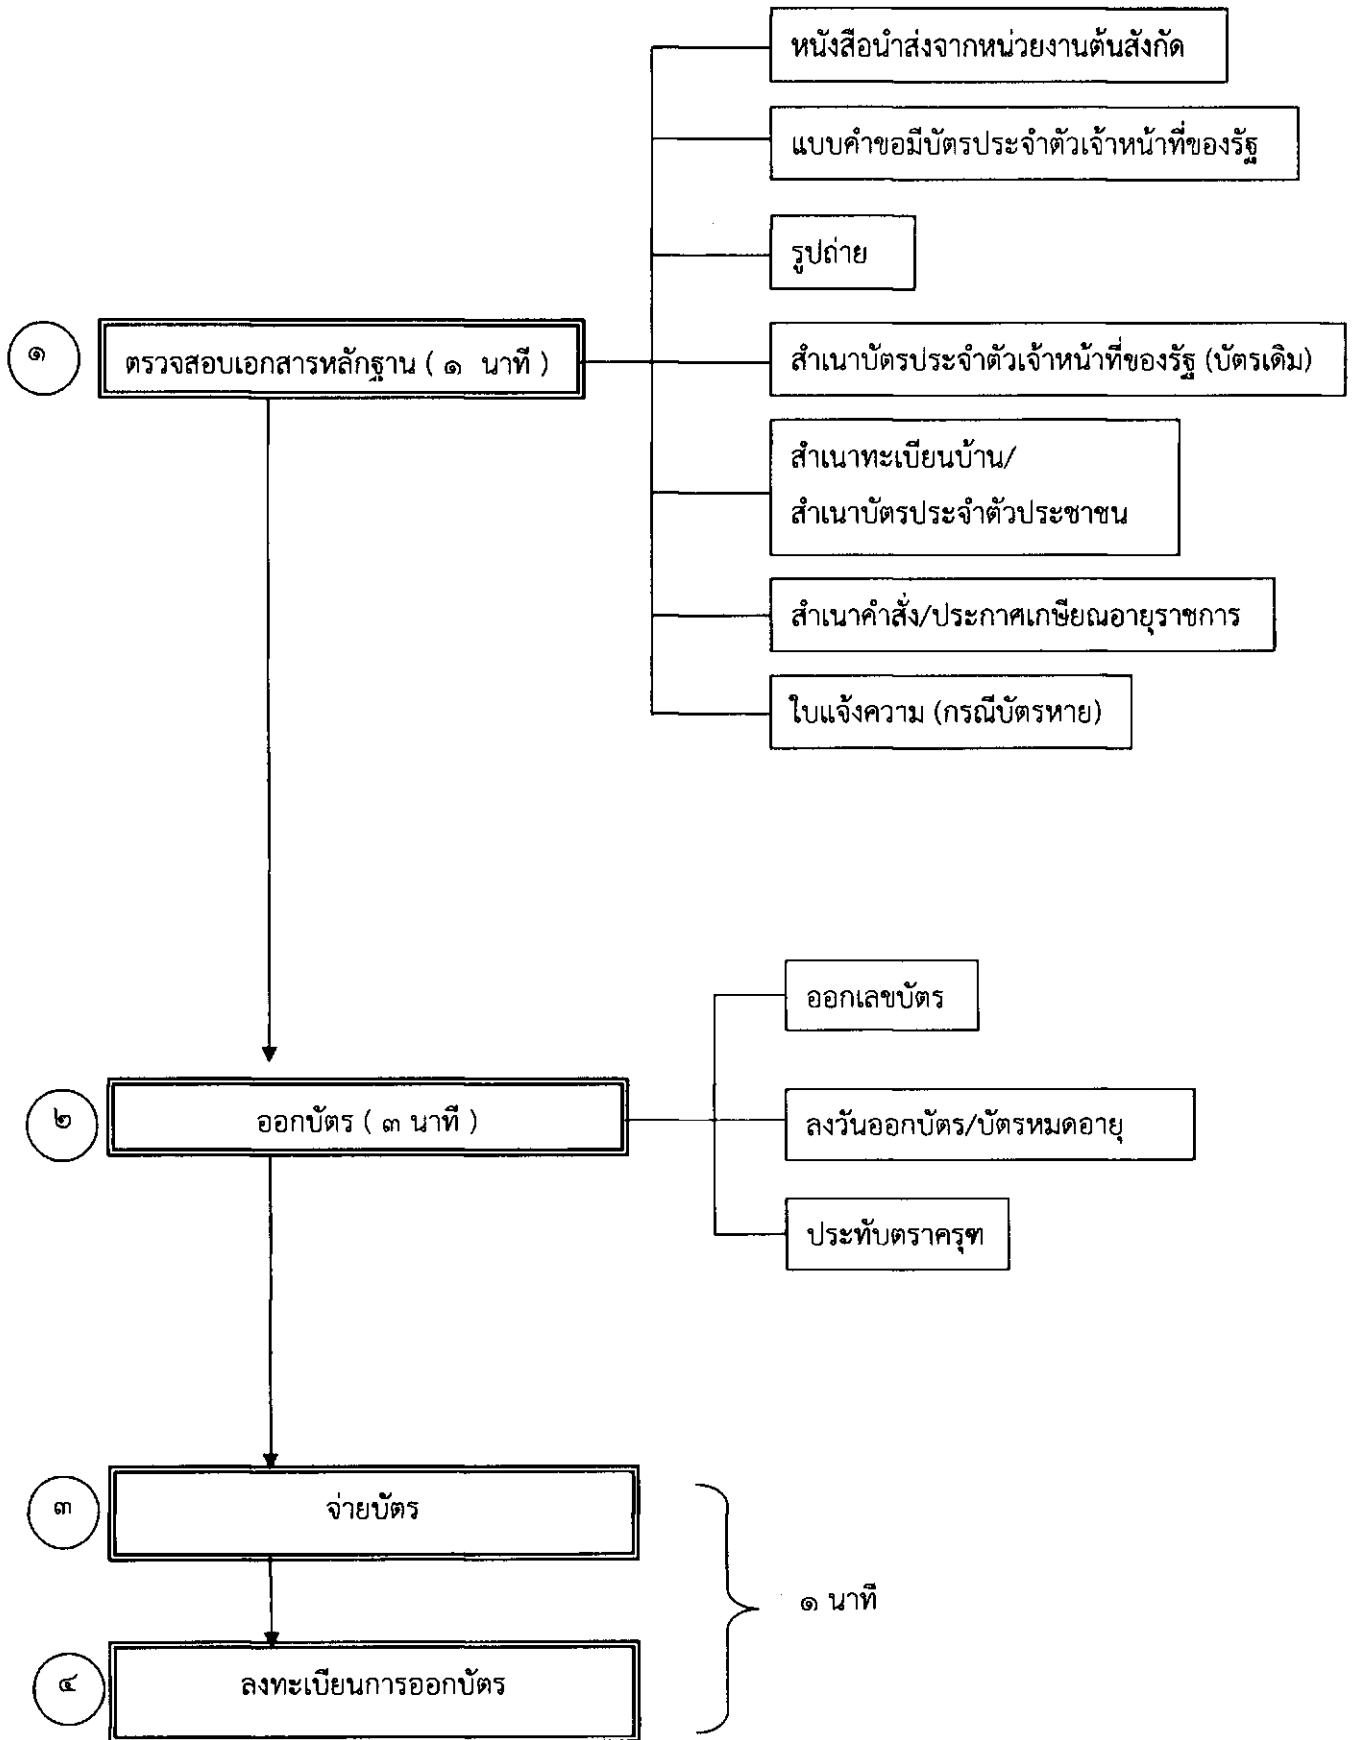 หนังสือนำส่งจากหน่วยงานต้นสังกัด
แบบคำขอมีบัตรประจำตัวเจ้าหน้าที่ของรัฐ
รูปถ่าย
๑
ตรวจสอบเอกสารหลักฐาน ( ๑ นาที )
สำเนาบัตรประจำตัวเจ้าหน้าที่ของรัฐ (บัตรเดิม)
สำเนาทะเบียนบ้าน/
สำเนาบัตรประจำตัวประชาชน
สำเนาคำสั่ง/ประกาศเกษียณอายุราชการ
ใบแจ้งความ (กรณีบัตรหาย)
๒
ออกบัตร ( ๓ นาที )
ออกเลขบัตร
ลงวันออกบัตร/บัตรหมดอายุ
ประทับตราครุฑ
๓
จ่ายบัตร
๑ นาที
๔
ลงทะเบียนการออกบัตร